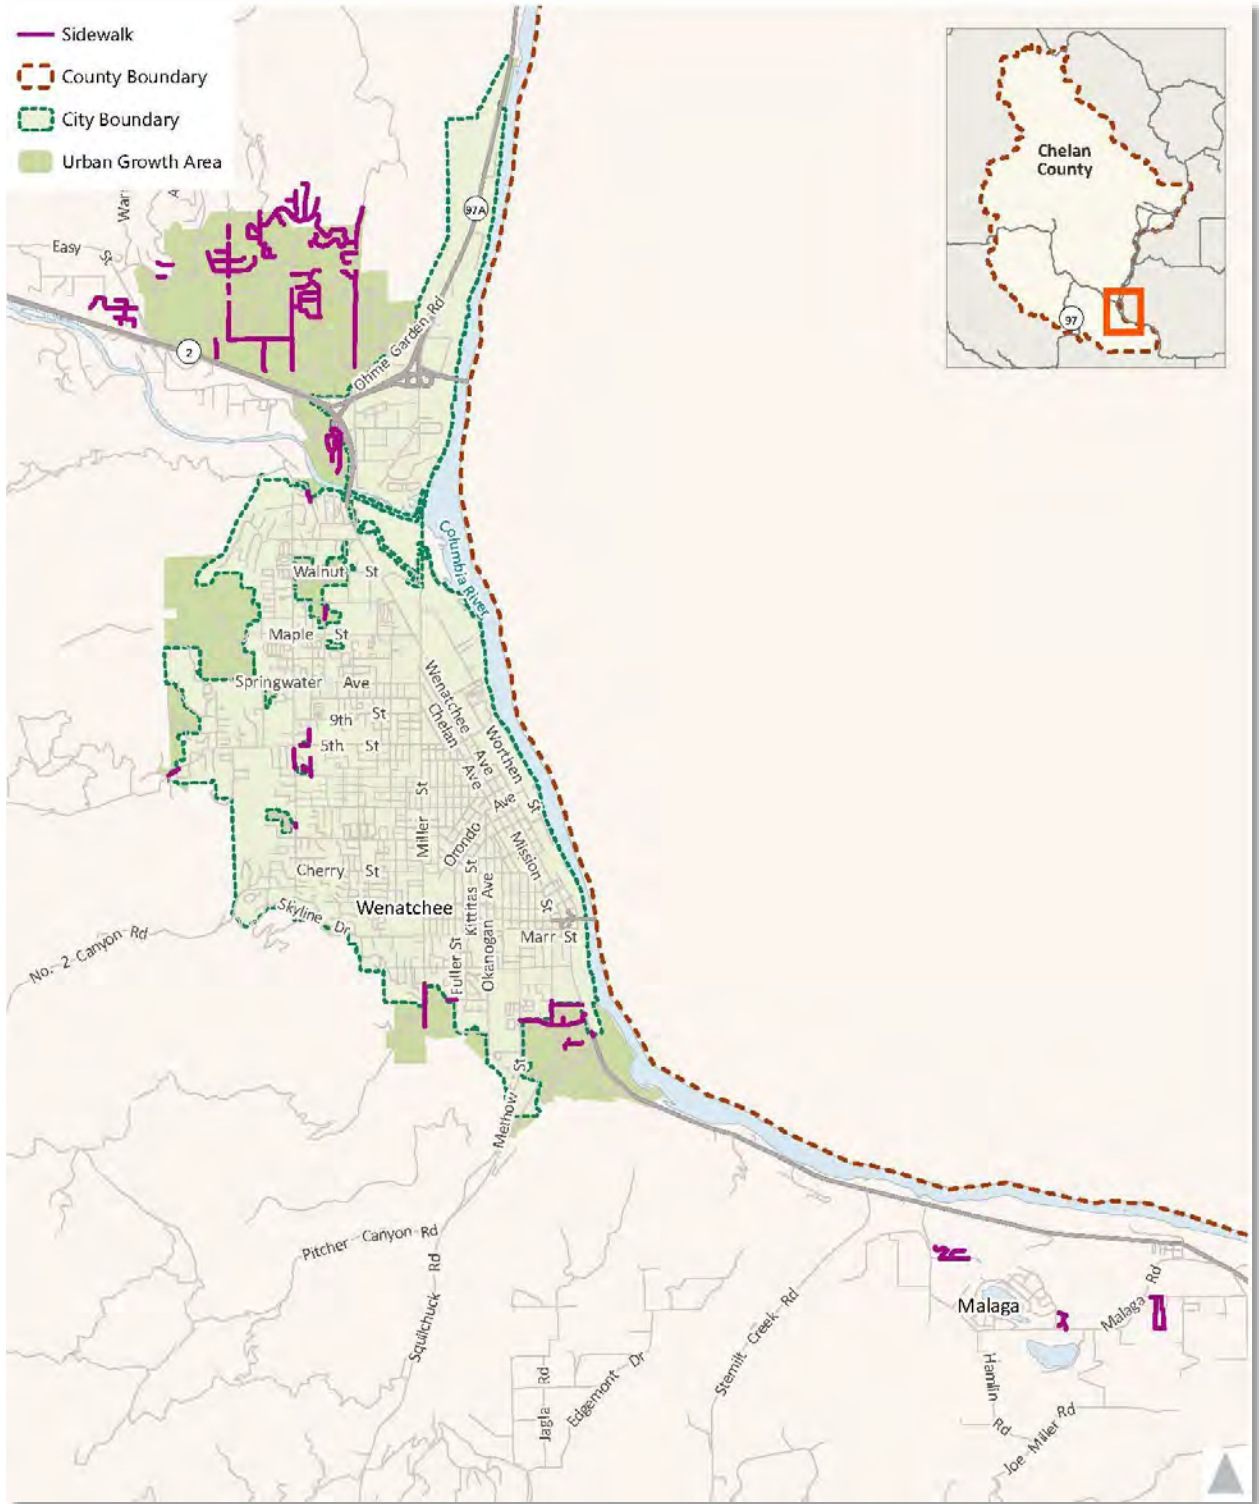 Sidewalk
County Boundary
City Boundary
Urban Growth Area
Chelan
County
97
97A
Easy
St
2
Ohme Garden Rd
Columbia River
Walnut St
Maple St
Springwater Ave
9th St
5th St
Wenatchee Ave
Chelan Ave
Worthen St
Miller St
Orondo Ave
Mission St
Cherry St
Kittitas St
Okanogan Ave
Wenatchee
Skyline Dr
Marr St
Fuller St
No. 2 Canyon Rd
Methow St
Pitcher Canyon Rd
Squilchuck Rd
Stemilt Creek Rd
Malaga
Malaga Rd
Jagla Rd
Edgemont Dr
Hamlin Rd
Joe Miller Rd